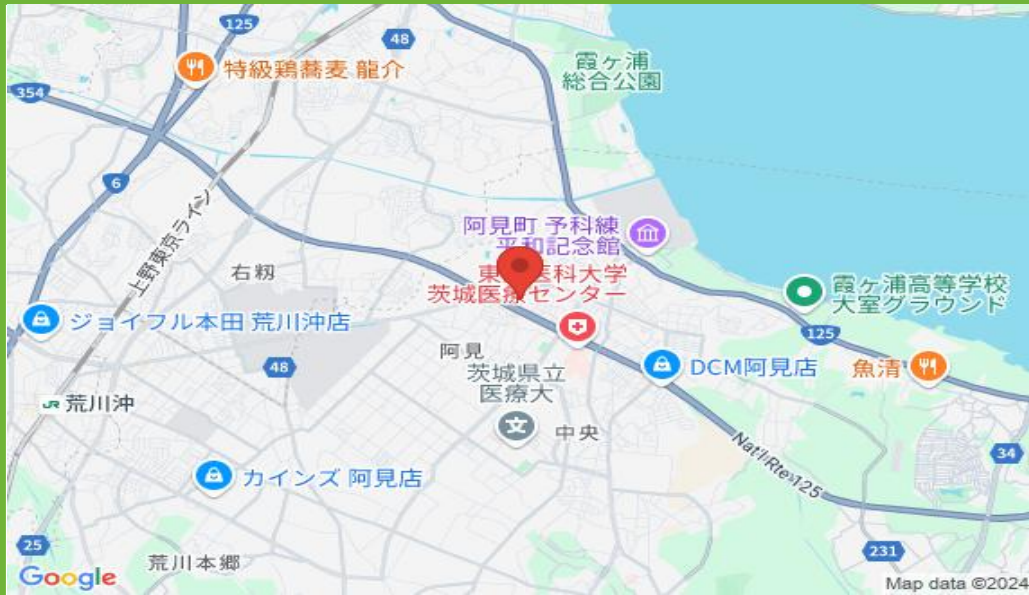 125
48
霞ヶ浦
総合公園
特級鶏蕎麦 龍介
354
6
上野東京ライン
阿見町 予科練
平和記念館
右籾
東
医科大学
茨城医療センター
霞ヶ浦高等学校
大室グラウンド
ジョイフル本田 荒川沖店
125
阿見
48
DCM阿見店
魚清
茨城県立
医療大
JR 荒川沖
中央
Nat'l Rte 125
34
カインズ 阿見店
25
231
荒川本郷
Google
Map data ©2024